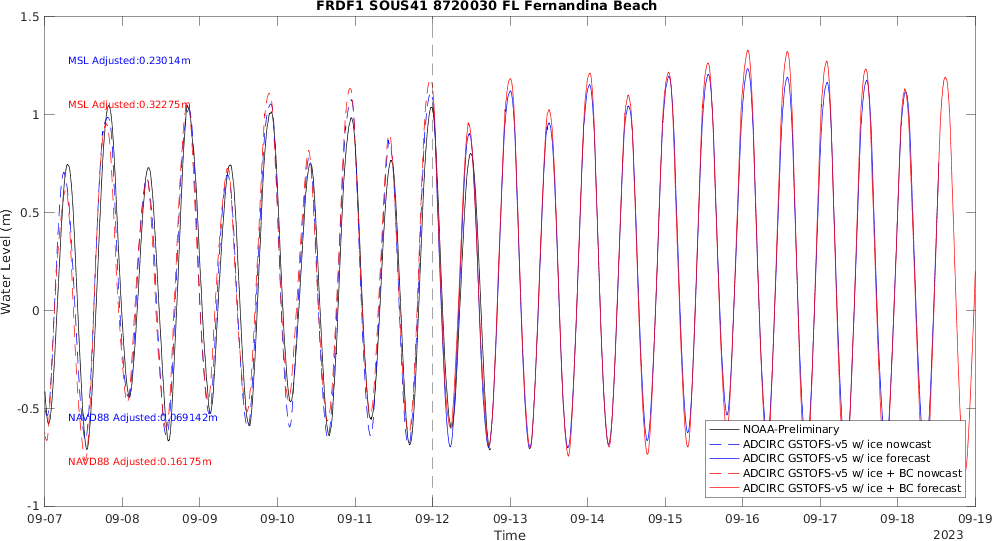 FRDF1 SOUS41 8720030 FL Fernandina Beach
1.5
MSL Adjusted:0.23014m
MSL Adjusted:0.32275m
1
0.5
Water Level (m)
0
-0.5
NAVD88 Adjusted:0.069142m
NAVD88 Adjusted:0.16175m
NOAA-Preliminary
ADCIRC GSTOFS-v5 w/ ice nowcast
ADCIRC GSTOFS-v5 w/ ice forecast
ADCIRC GSTOFS-v5 w/ ice + BC nowcast
ADCIRC GSTOFS-v5 w/ ice + BC forecast
-1
09-07 09-08 09-09 09-10 09-11 09-12 09-13 09-14 09-15 09-16 09-17 09-18 09-19
Time
2023